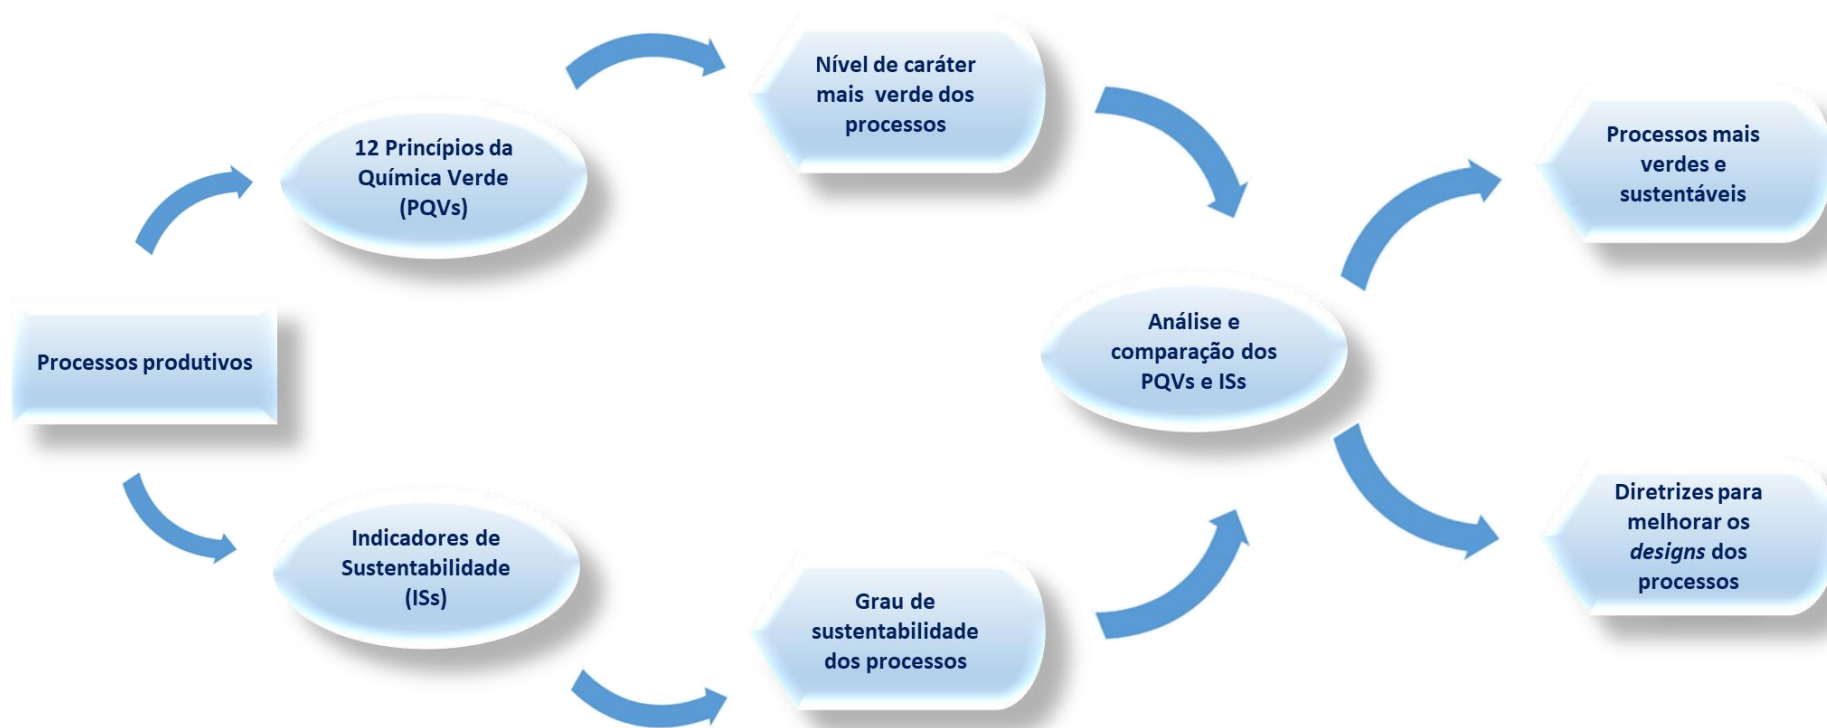 Processos produtivos
12 Princípios da
Química Verde
(PQVs)
Indicadores de
Sustentabilidade
(ISs)
Nível de caráter
mais verde dos
processos
Grau de
sustentabilidade
dos processos
Análise e
comparação dos
PQVs e ISs
Processos mais
verdes e
sustentáveis
Diretrizes para
melhorar os
designs dos
processos